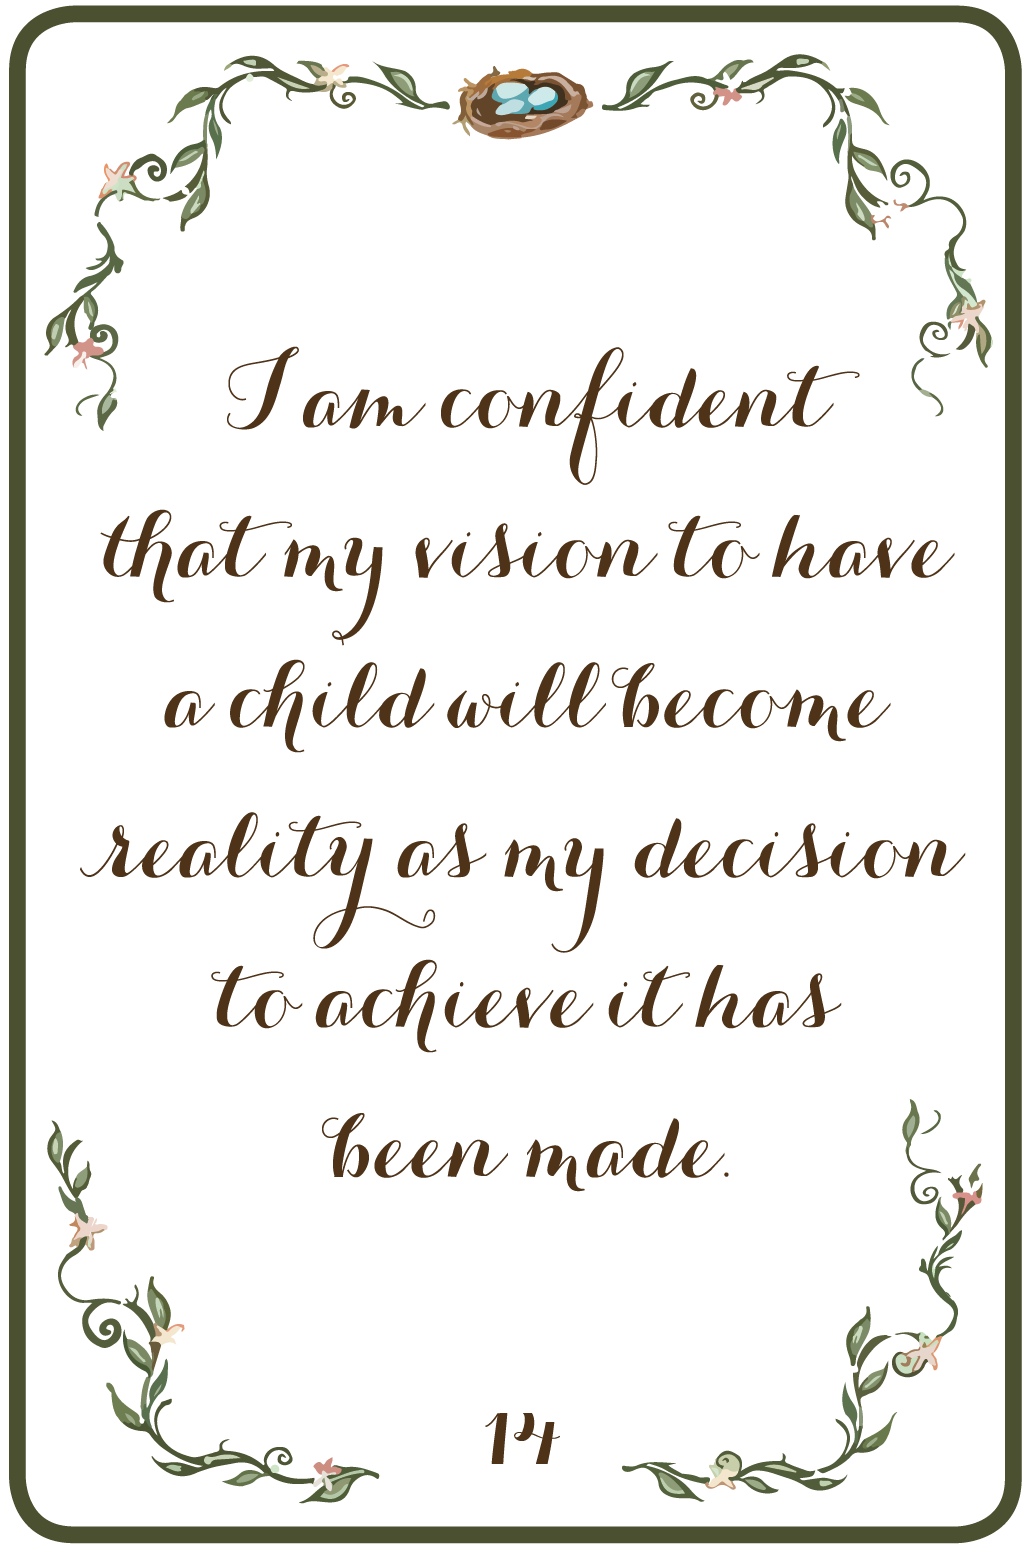 I am confident
that my vision to have
a child will become
reality as my decision
to achieve it has
been made.
14